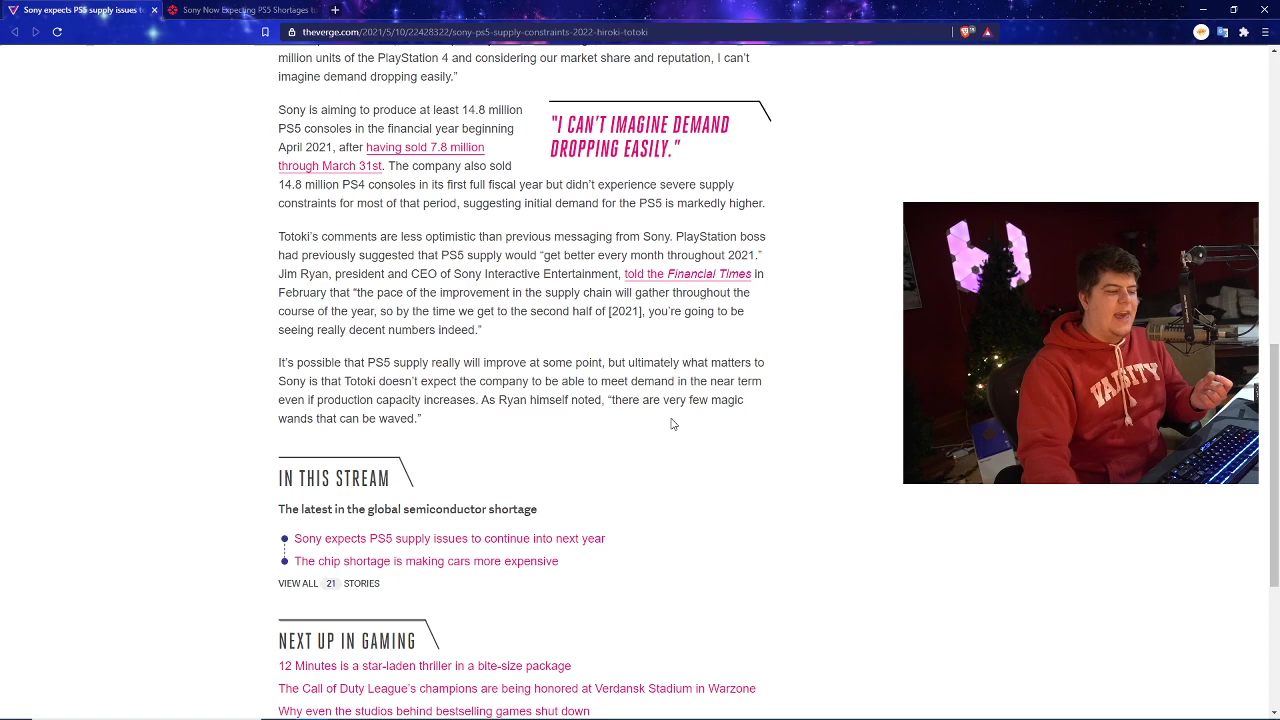 Sony expects PS5 supply issues to
Sony Now Expecting PS5 Shortages to
theverge.com/2021/5/10/22428322/sony-ps5-supply-constraints-2022-hiroki-totoki
million units of the PlayStation 4 and considering our market share and reputation, I can't
imagine demand dropping easily."
Sony is aiming to produce at least 14.8 million
PS5 consoles in the financial year beginning
April 2021, after having sold 7.8 million
through March 31st. The company also sold
14.8 million PS4 consoles in its first full fiscal year but didn't experience severe supply
constraints for most of that period, suggesting initial demand for the PS5 is markedly higher.
"I CAN'T IMAGINE DEMAND
DROPPING EASILY."
Totoki's comments are less optimistic than previous messaging from Sony. PlayStation boss
had previously suggested that PS5 supply would "get better every month throughout 2021."
Jim Ryan, president and CEO of Sony Interactive Entertainment, told the Financial Times in
February that "the pace of the improvement in the supply chain will gather throughout the
course of the year, so by the time we get to the second half of [2021], you're going to be
seeing really decent numbers indeed."
It's possible that PS5 supply really will improve at some point, but ultimately what matters to
Sony is that Totoki doesn't expect the company to be able to meet demand in the near term
even if production capacity increases. As Ryan himself noted, "there are very few magic
wands that can be waved."
IN THIS STREAM
The latest in the global semiconductor shortage
Sony expects PS5 supply issues to continue into next year
The chip shortage is making cars more expensive
VIEW ALL 21 STORIES
NEXT UP IN GAMING
12 Minutes is a star-laden thriller in a bite-size package
The Call of Duty League's champions are being honored at Verdansk Stadium in Warzone
Why even the studios behind bestselling games shut down
VARSITY